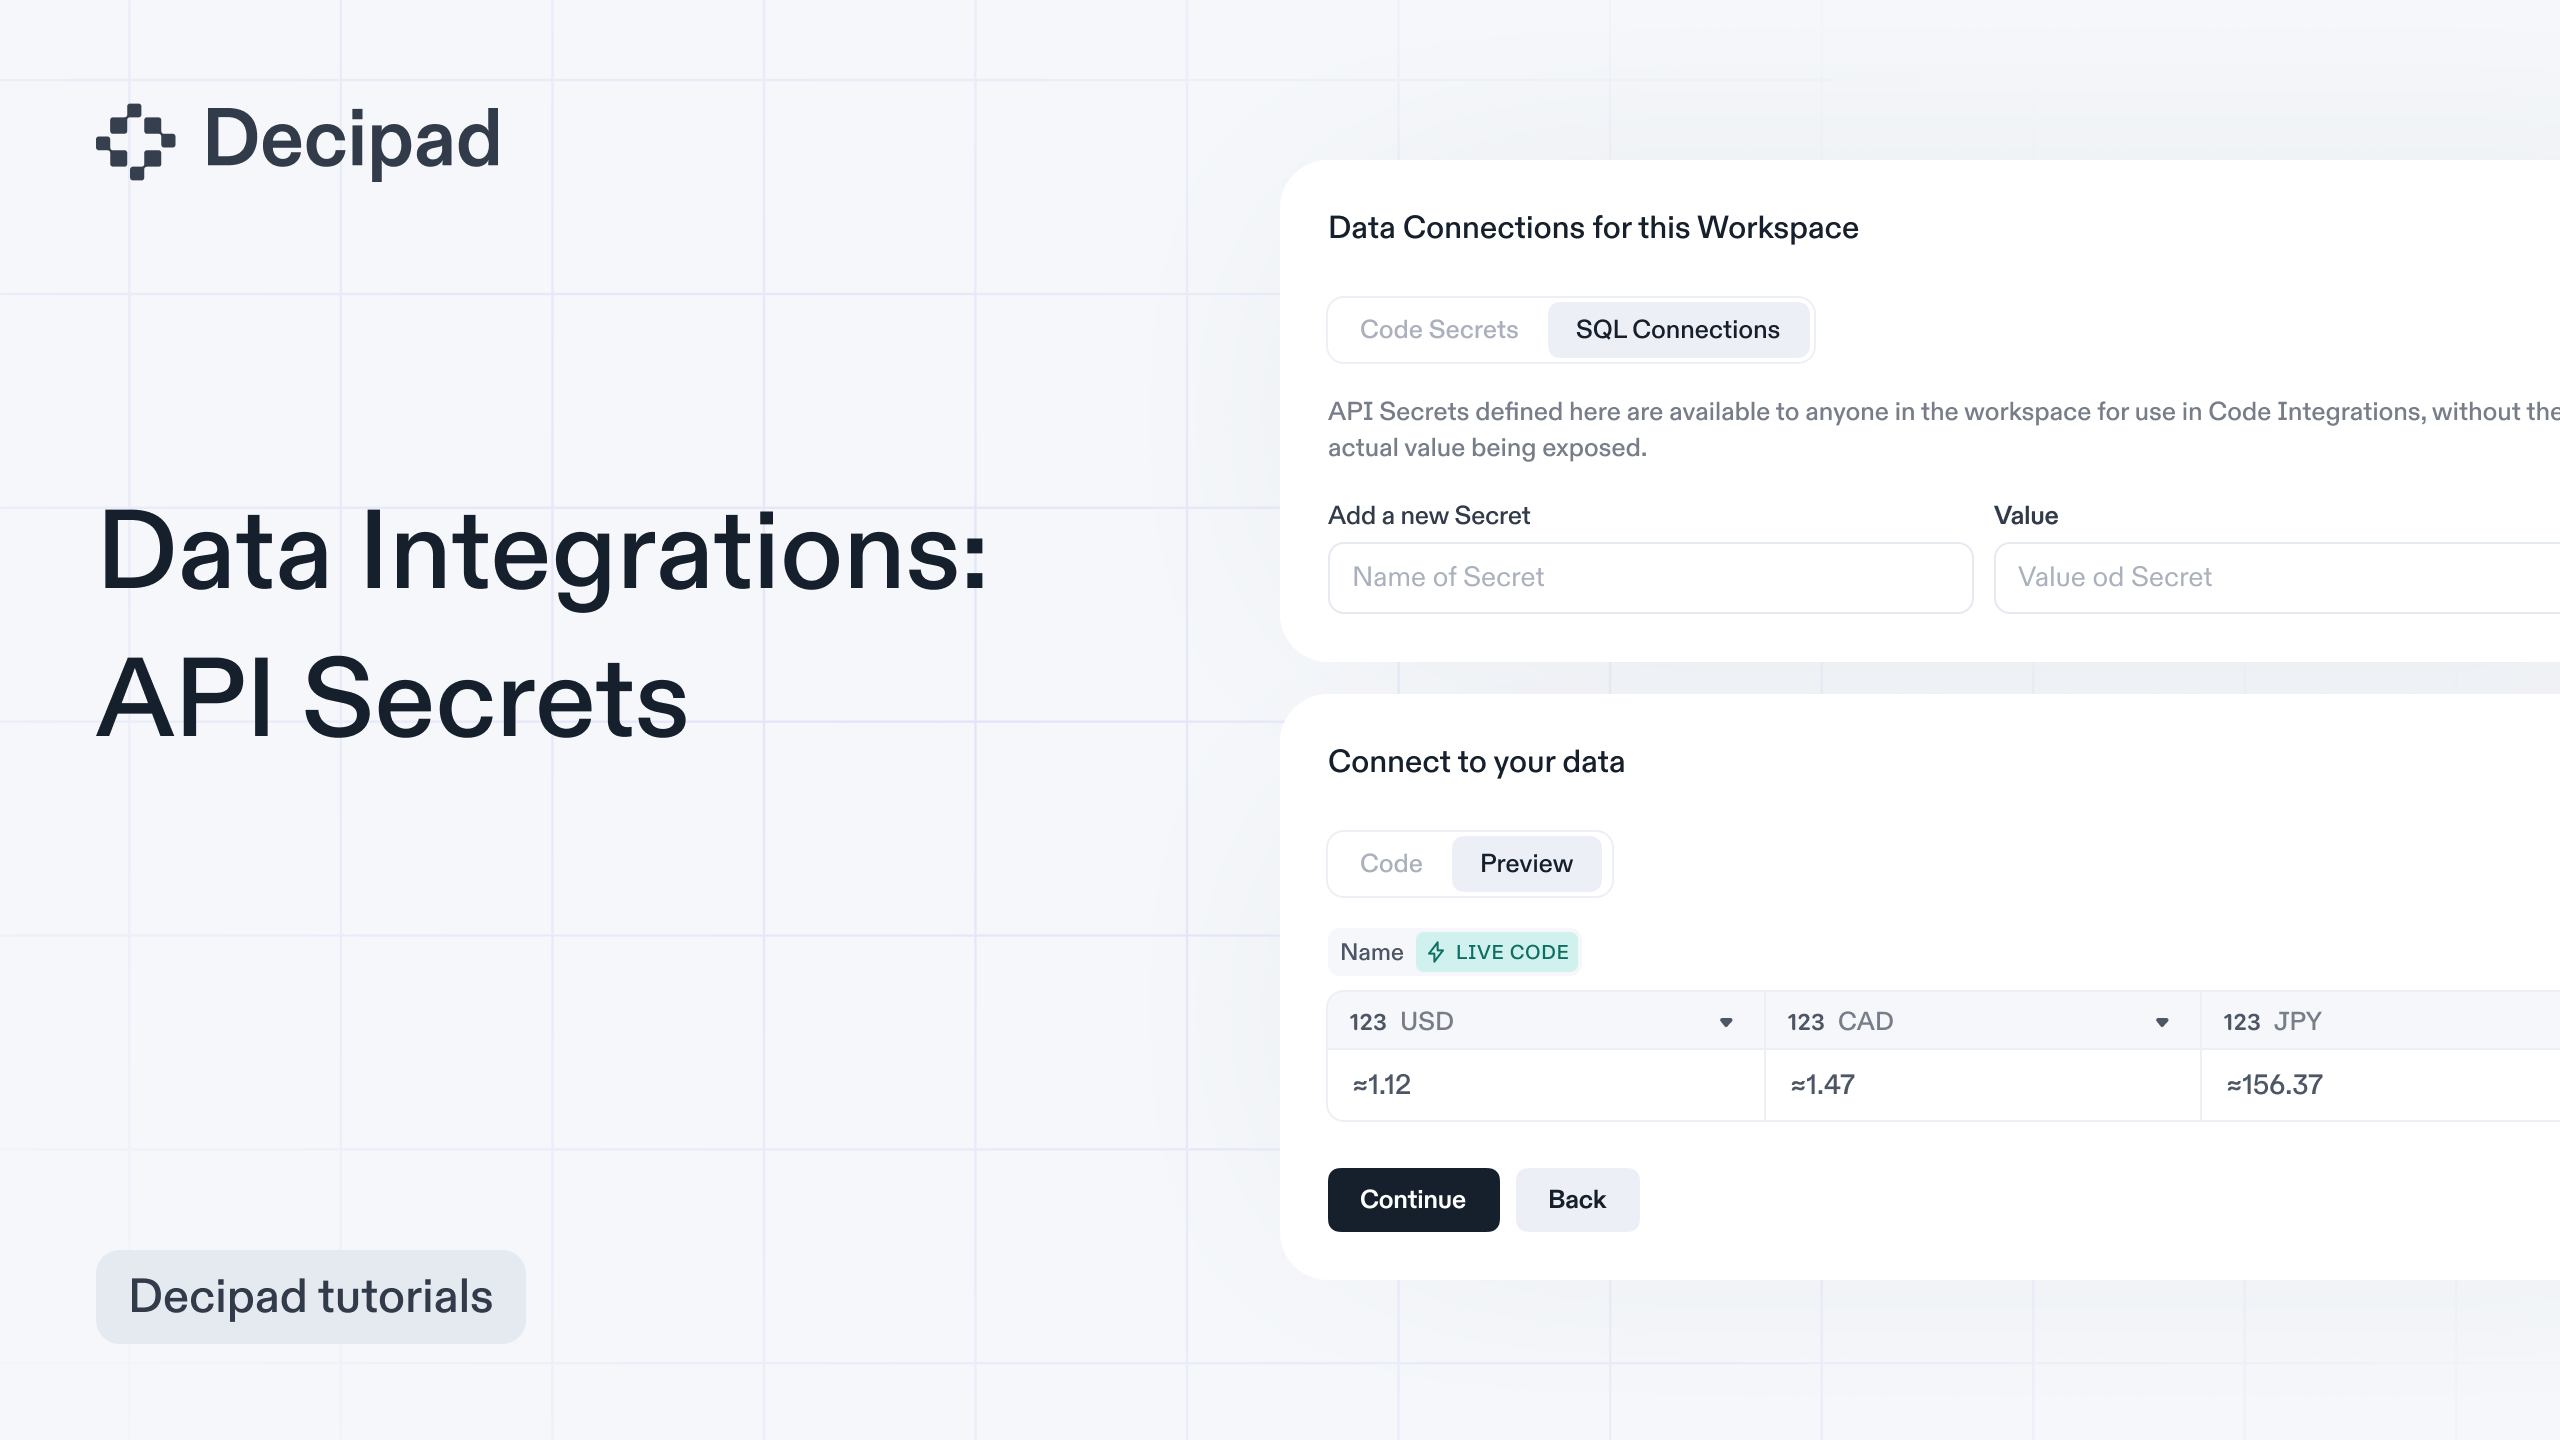 Decipad
Data Integrations:
API Secrets
Decipad tutorials
Data Connections for this Workspace
Code Secrets SQL Connections
API Secrets defined here are available to anyone in the workspace for use in Code Integrations, without the
actual value being exposed.
Add a new Secret Value
Name of Secret Value od Secret
Connect to your data
Code Preview
Name LIVE CODE
123 USD 123 CAD 123 JPY
≈1.12 ≈1.47 ≈156.37
Continue Back